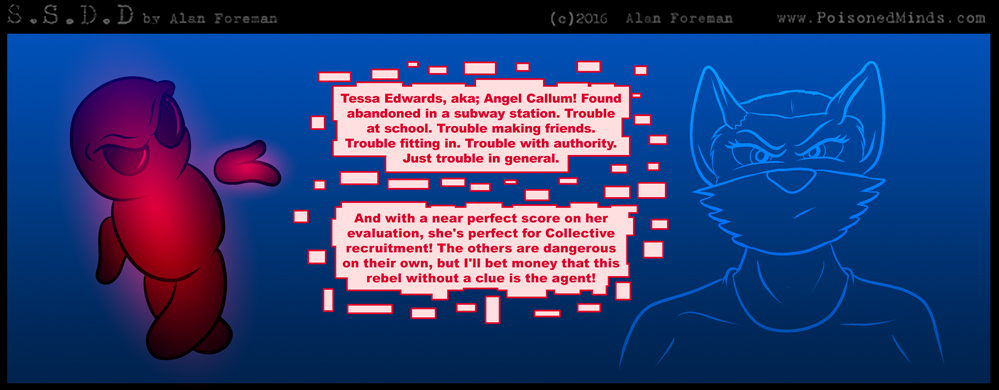 S.S.D.D by Alan Foreman (c)2016 Alan Foreman www.PoisonedMinds.com
Tessa Edwards, aka; Angel Callum! Found
abandoned in a subway station. Trouble
at school. Trouble making friends.
Trouble fitting in. Trouble with authority.
Just trouble in general.
And with a near perfect score on her
evaluation, she's perfect for Collective
recruitment! The others are dangerous
on their own, but I'll bet money that this
rebel without a clue is the agent!